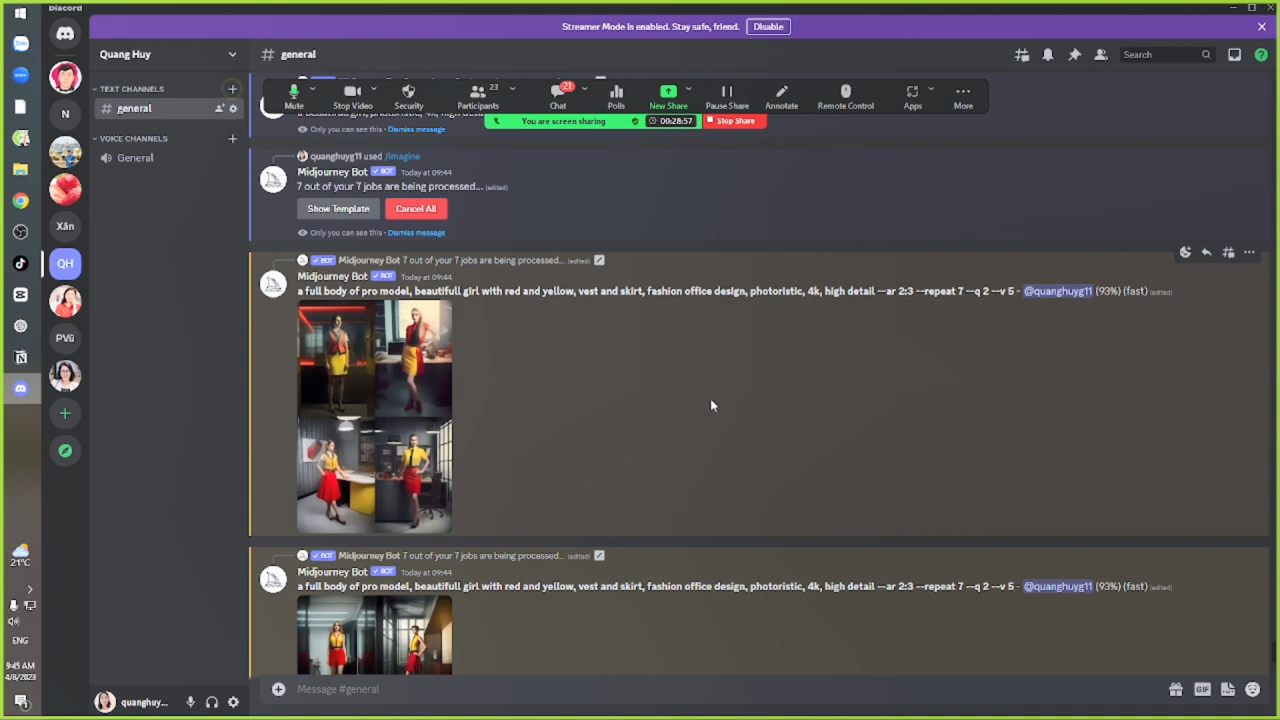 Discord
Streamer Mode is enabled. Stay safe, friend. Disable
Quang Huy
# general
Search
TEXT CHANNELS
# general
VOICE CHANNELS
General
Mute
Stop Video
Security
Participants 23
Chat 23
Polls
New Share
Pause Share
Annotate
Remote Control
Apps
More
You are screen sharing 00:28:57 Stop Share
Only you can see this • Dismiss message
quanghuyg11 used /imagine
Midjourney Bot ✓ BOT Today at 09:44
7 out of your 7 jobs are being processed... (edited)
Show Template Cancel All
Only you can see this • Dismiss message
✓ BOT Midjourney Bot 7 out of your 7 jobs are being processed... (edited)
Midjourney Bot ✓ BOT Today at 09:44
a full body of pro model, beautifull girl with red and yellow, vest and skirt, fashion office design, photoristic, 4k, high detail --ar 2:3 --repeat 7 --q 2 --v 5 - @quanghuyg11 (93%) (fast) (edited)
✓ BOT Midjourney Bot 7 out of your 7 jobs are being processed... (edited)
Midjourney Bot ✓ BOT Today at 09:44
a full body of pro model, beautifull girl with red and yellow, vest and skirt, fashion office design, photoristic, 4k, high detail --ar 2:3 --repeat 7 --q 2 --v 5 - @quanghuyg11 (93%) (fast) (edited)
Message #general
GIF
quanghuy...
N
Xân
QH
PVù
21°C
ENG
9:45 AM
4/8/2023